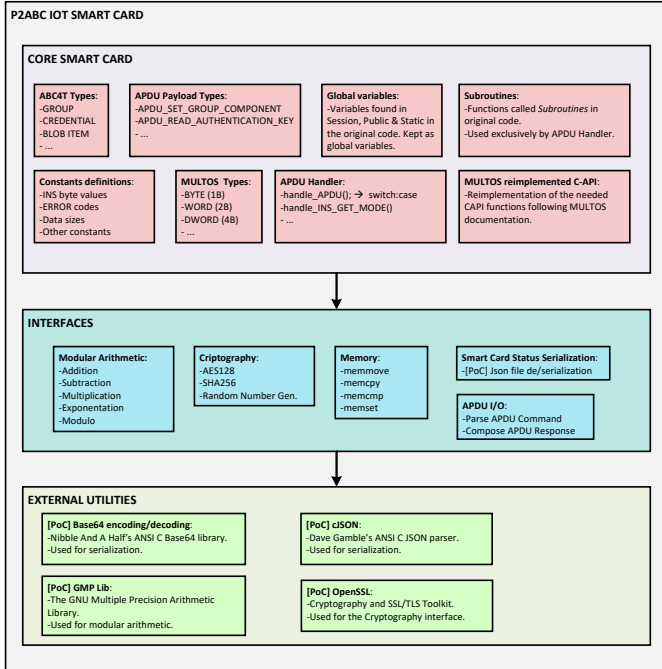 P2ABC IOT SMART CARD
CORE SMART CARD
ABC4T Types:
-GROUP
-CREDENTIAL
-BLOB ITEM
- ...
APDU Payload Types:
-APDU_SET_GROUP_COMPONENT
-APDU_READ_AUTHENTICATION_KEY
- ...
Global variables:
-Variables found in
Session, Public & Static in
the original code. Kept as
global variables.
Subroutines:
-Functions called Subroutines in
original code.
-Used exclusively by APDU Handler.
Constants definitions:
-INS byte values
-ERROR codes
-Data sizes
-Other constants
MULTOS Types:
-BYTE (1B)
-WORD (2B)
-DWORD (4B)
- ...
APDU Handler:
-handle_APDU(); → switch:case
-handle_INS_GET_MODE()
- ...
MULTOS reimplemented C-API:
-Reimplementation of the needed
CAPI functions following MULTOS
documentation.
INTERFACES
Modular Arithmetic:
-Addition
-Subtraction
-Multiplication
-Exponentation
-Modulo
Criptography:
-AES128
-SHA256
-Random Number Gen.
Memory:
-memmove
-memcpy
-memcmp
-memset
Smart Card Status Serialization:
-[PoC] Json file de/serialization
APDU I/O:
-Parse APDU Command
-Compose APDU Response
EXTERNAL UTILITIES
[PoC] Base64 encoding/decoding:
-Nibble And A Half's ANSI C Base64 library.
-Used for serialization.
[PoC] cJSON:
-Dave Gamble's ANSI C JSON parser.
-Used for serialization.
[PoC] GMP Lib:
-The GNU Multiple Precision Arithmetic
Library.
-Used for modular arithmetic.
[PoC] OpenSSL:
-Cryptography and SSL/TLS Toolkit.
-Used for the Cryptography interface.